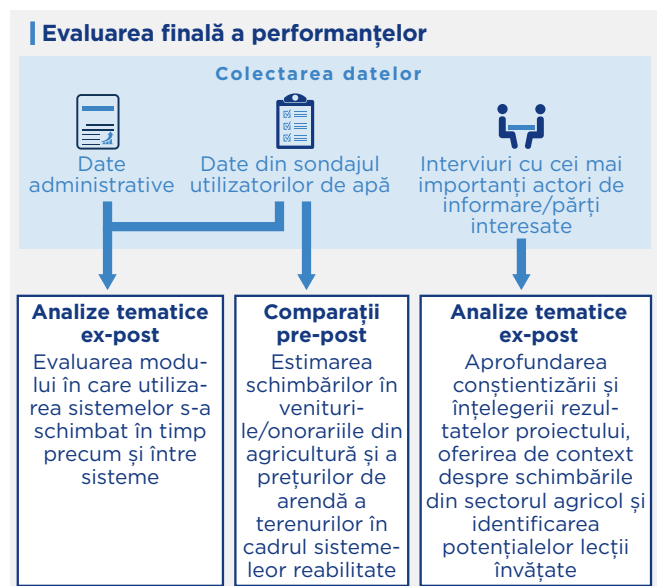 Evaluarea finală a performanțelor
Colectarea datelor
Date
administrative
Date din sondajul
utilizatorilor de apă
Interviuri cu cei mai
importanți actori de
informare/părți
interesate
Analize tematice
ex-post
Evaluarea modu-
lui în care utiliza-
rea sistemelor s-a
schimbat în timp
precum și între
sisteme
Comparații
pre-post
Estimarea
schimbărilor în
venituri-
le/onorariile din
agricultură și a
prețurilor de
arendă a
terenurilor în
cadrul sisteme-
leor reabilitate
Analize tematice
ex-post
Aprofundarea
conștientizării și
înțelegerii rezul-
tatelor proiectului,
oferirea de context
despre schimbările
din sectorul agricol și
identificarea
potențialelor lecții
învățate